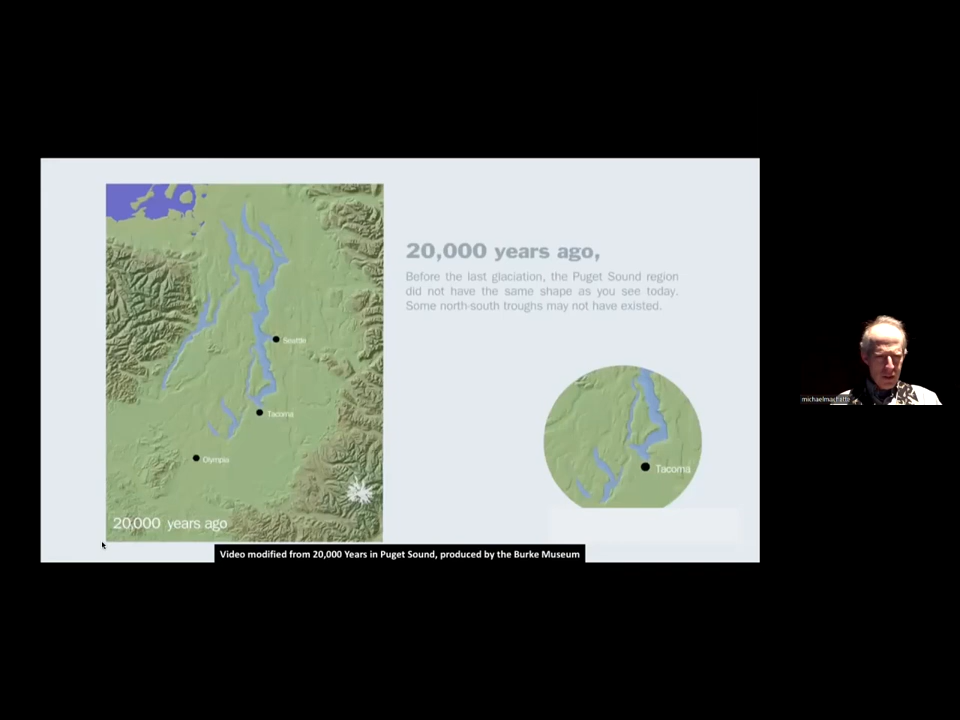 20,000 years ago,
Before the last glaciation, the Puget Sound region
did not have the same shape as you see today.
Some north-south troughs may not have existed.
Seattle
Tacoma
Olympia
20,000 years ago
Tacoma
Video modified from 20,000 Years in Puget Sound, produced by the Burke Museum